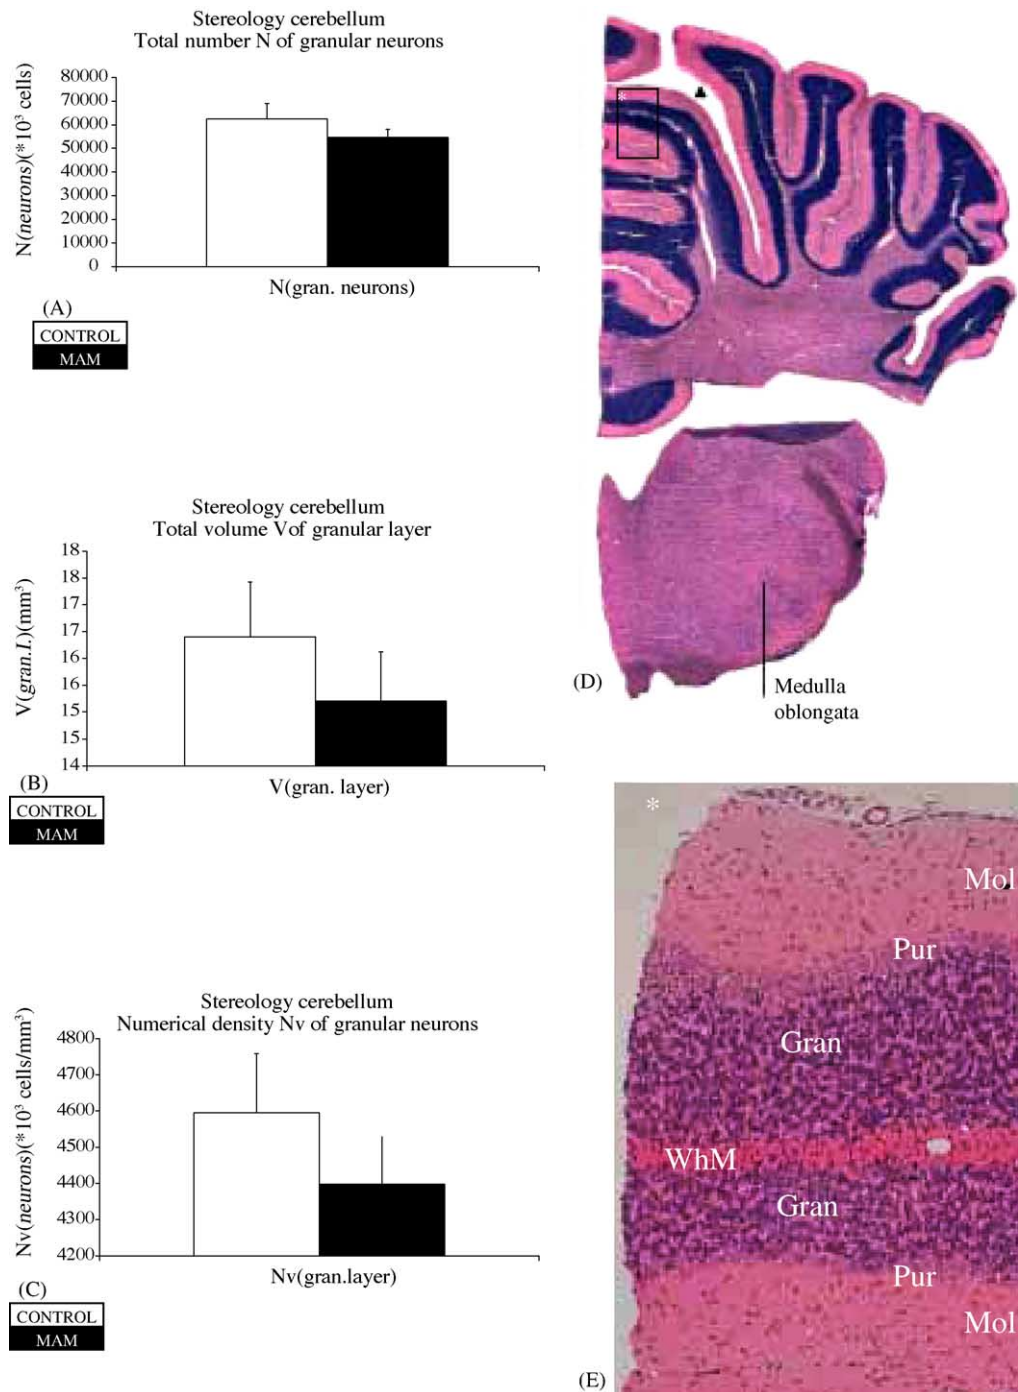 Stereology cerebellum
Total number N of granular neurons
N(neurons)(*10³ cells)
80000
70000
60000
50000
40000
30000
20000
10000
0
N(gran. neurons)
(A)
CONTROL
MAM
Stereology cerebellum
Total volume Vof granular layer
V(gran.I.)(mm³)
18
18
17
17
16
16
15
15
14
V(gran. layer)
(B)
CONTROL
MAM
Stereology cerebellum
Numerical density Nv of granular neurons
Nv(neurons)(*10³ cells/mm³)
4800
4700
4600
4500
4400
4300
4200
Nv(gran.layer)
(C)
CONTROL
MAM
*
(D)
Medulla
oblongata
*
Mol
Pur
Gran
WhM
Gran
Pur
Mol
(E)